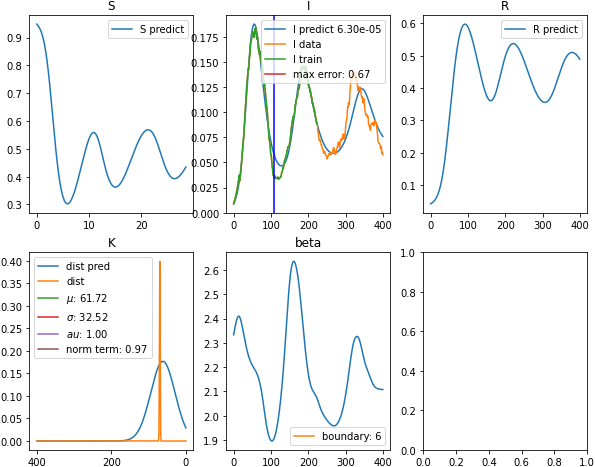 S
I
R
S predict
I predict 6.30e-05
I data
I train
max error: 0.67
R predict
0.9
0.8
0.7
0.6
0.5
0.4
0.3
0.175
0.150
0.125
0.100
0.075
0.050
0.025
0.000
0.6
0.5
0.4
0.3
0.2
0.1
0 10 20
0 100 200 300 400
0 100 200 300 400
K
beta
dist pred
dist
μ: 61.72
σ: 32.52
au: 1.00
norm term: 0.97
boundary: 6
0.40
0.35
0.30
0.25
0.20
0.15
0.10
0.05
0.00
2.6
2.5
2.4
2.3
2.2
2.1
2.0
1.9
1.0
0.8
0.6
0.4
0.2
0.0
400 200 0
0 100 200 300 400
0.0 0.2 0.4 0.6 0.8 1.0